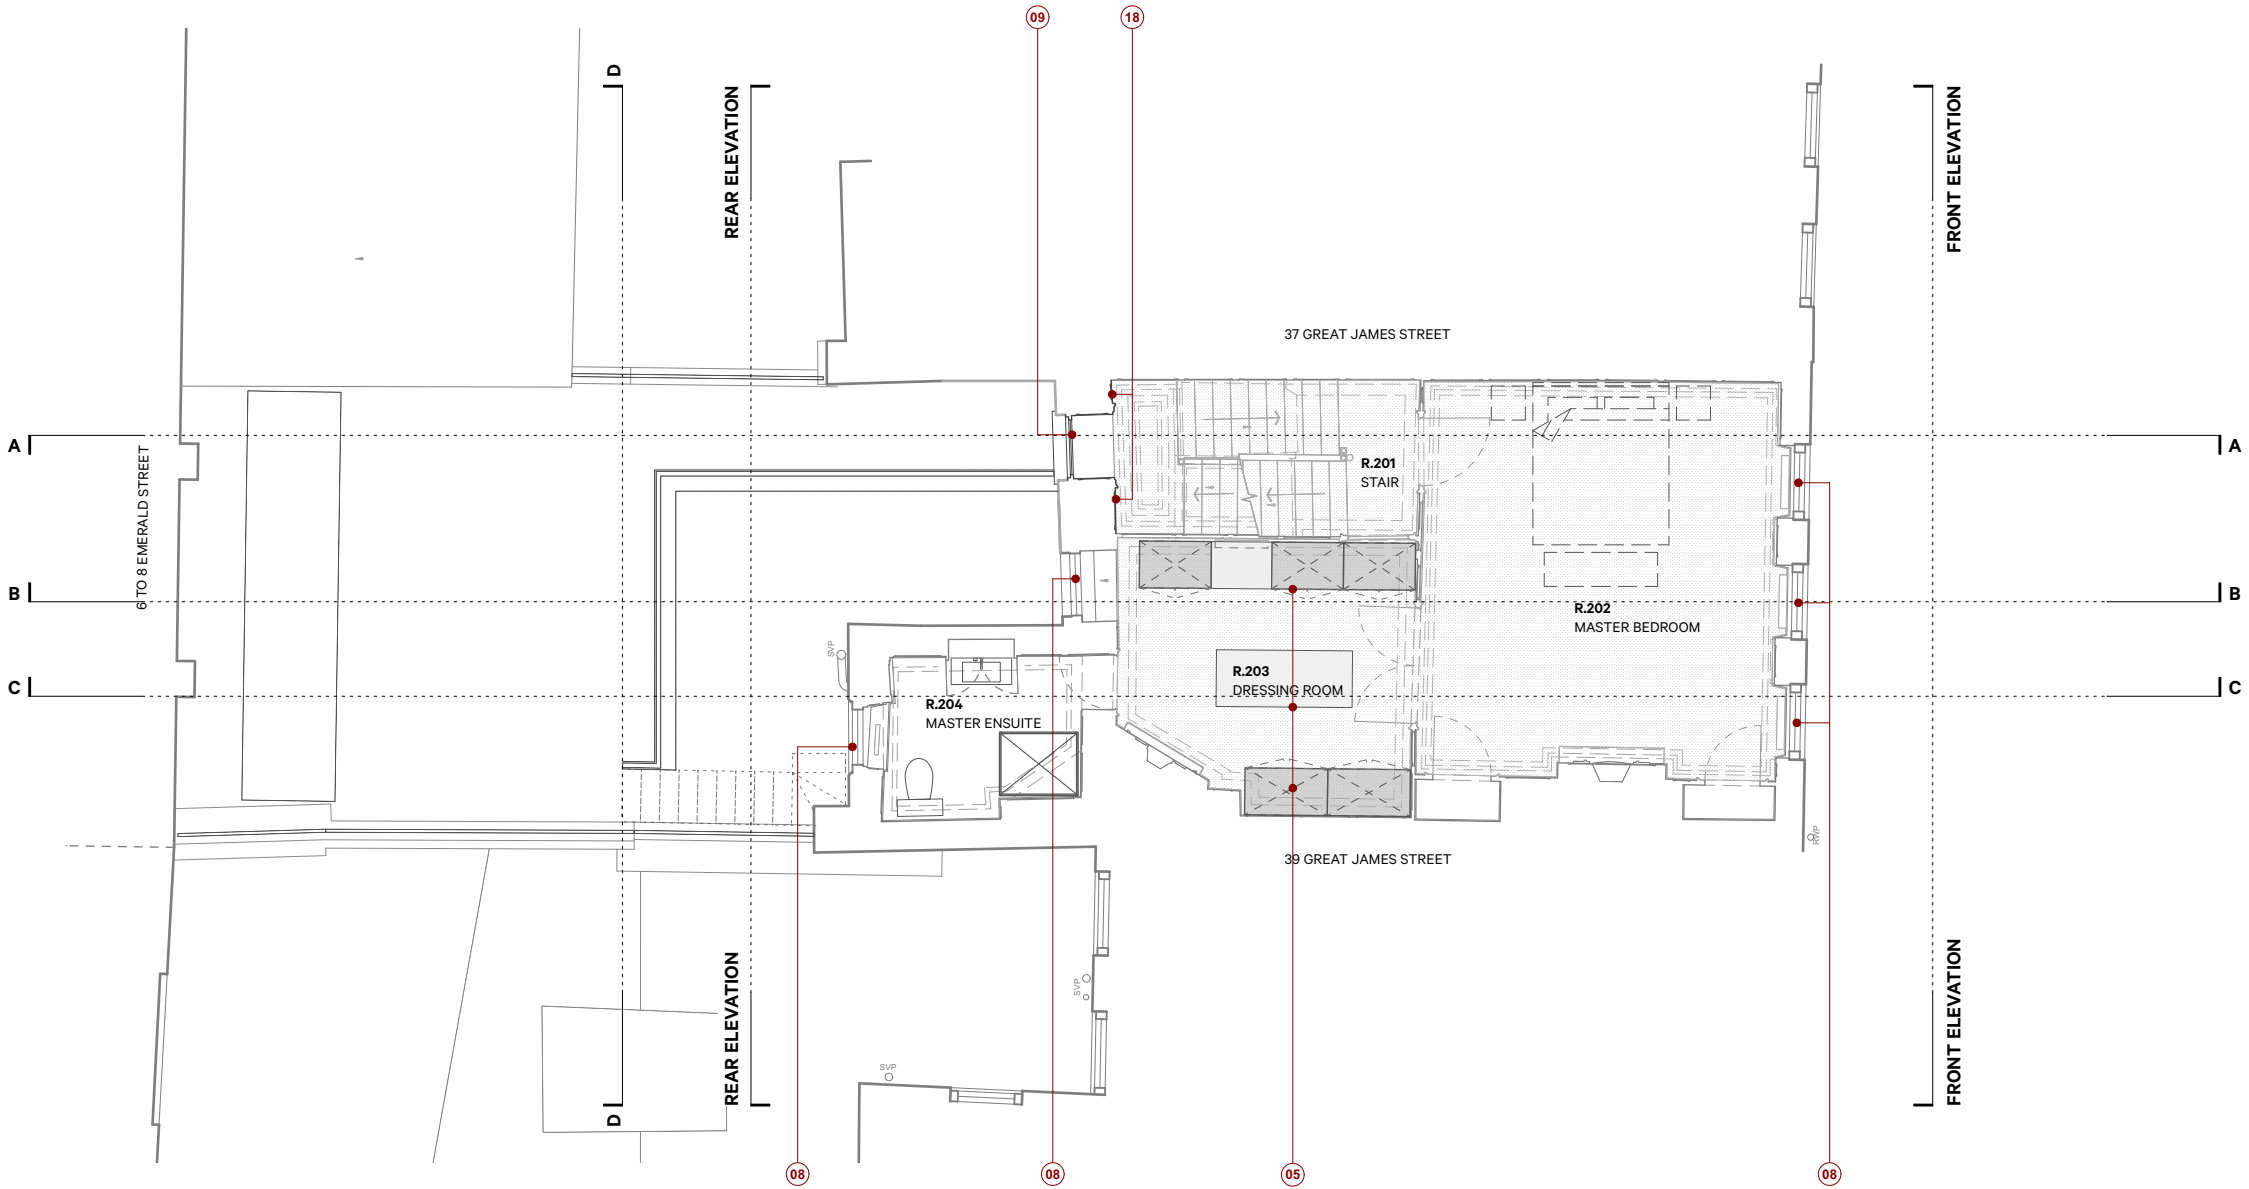 09
18
D
REAR ELEVATION
FRONT ELEVATION
37 GREAT JAMES STREET
A
A
R.201
STAIR
6 TO 8 EMERALD STREET
B
B
R.202
MASTER BEDROOM
SVP
R.203
DRESSING ROOM
C
C
R.204
MASTER ENSUITE
RWP
39 GREAT JAMES STREET
SVP
SVP
REAR ELEVATION
FRONT ELEVATION
D
08
08
05
08